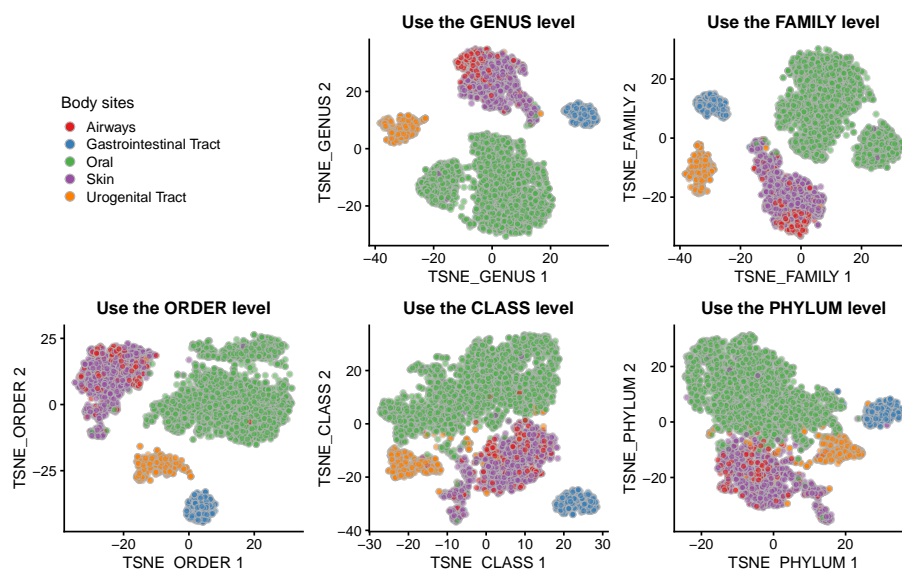 Use the GENUS level
Use the FAMILY level
Body sites
Airways
Gastrointestinal Tract
Oral
Skin
Urogenital Tract
TSNE_GENUS 2
20
0
−20
−40
−20
0
20
TSNE_GENUS 1
TSNE_FAMILY 2
20
0
−20
−40
−20
0
20
TSNE_FAMILY 1
Use the ORDER level
Use the CLASS level
Use the PHYLUM level
TSNE_ORDER 2
25
0
−25
−20
0
20
TSNE_ORDER 1
TSNE_CLASS 2
20
0
−20
−40
−30
−20
−10
0
10
20
30
TSNE_CLASS 1
TSNE_PHYLUM 2
20
0
−20
−20
0
20
TSNE_PHYLUM 1